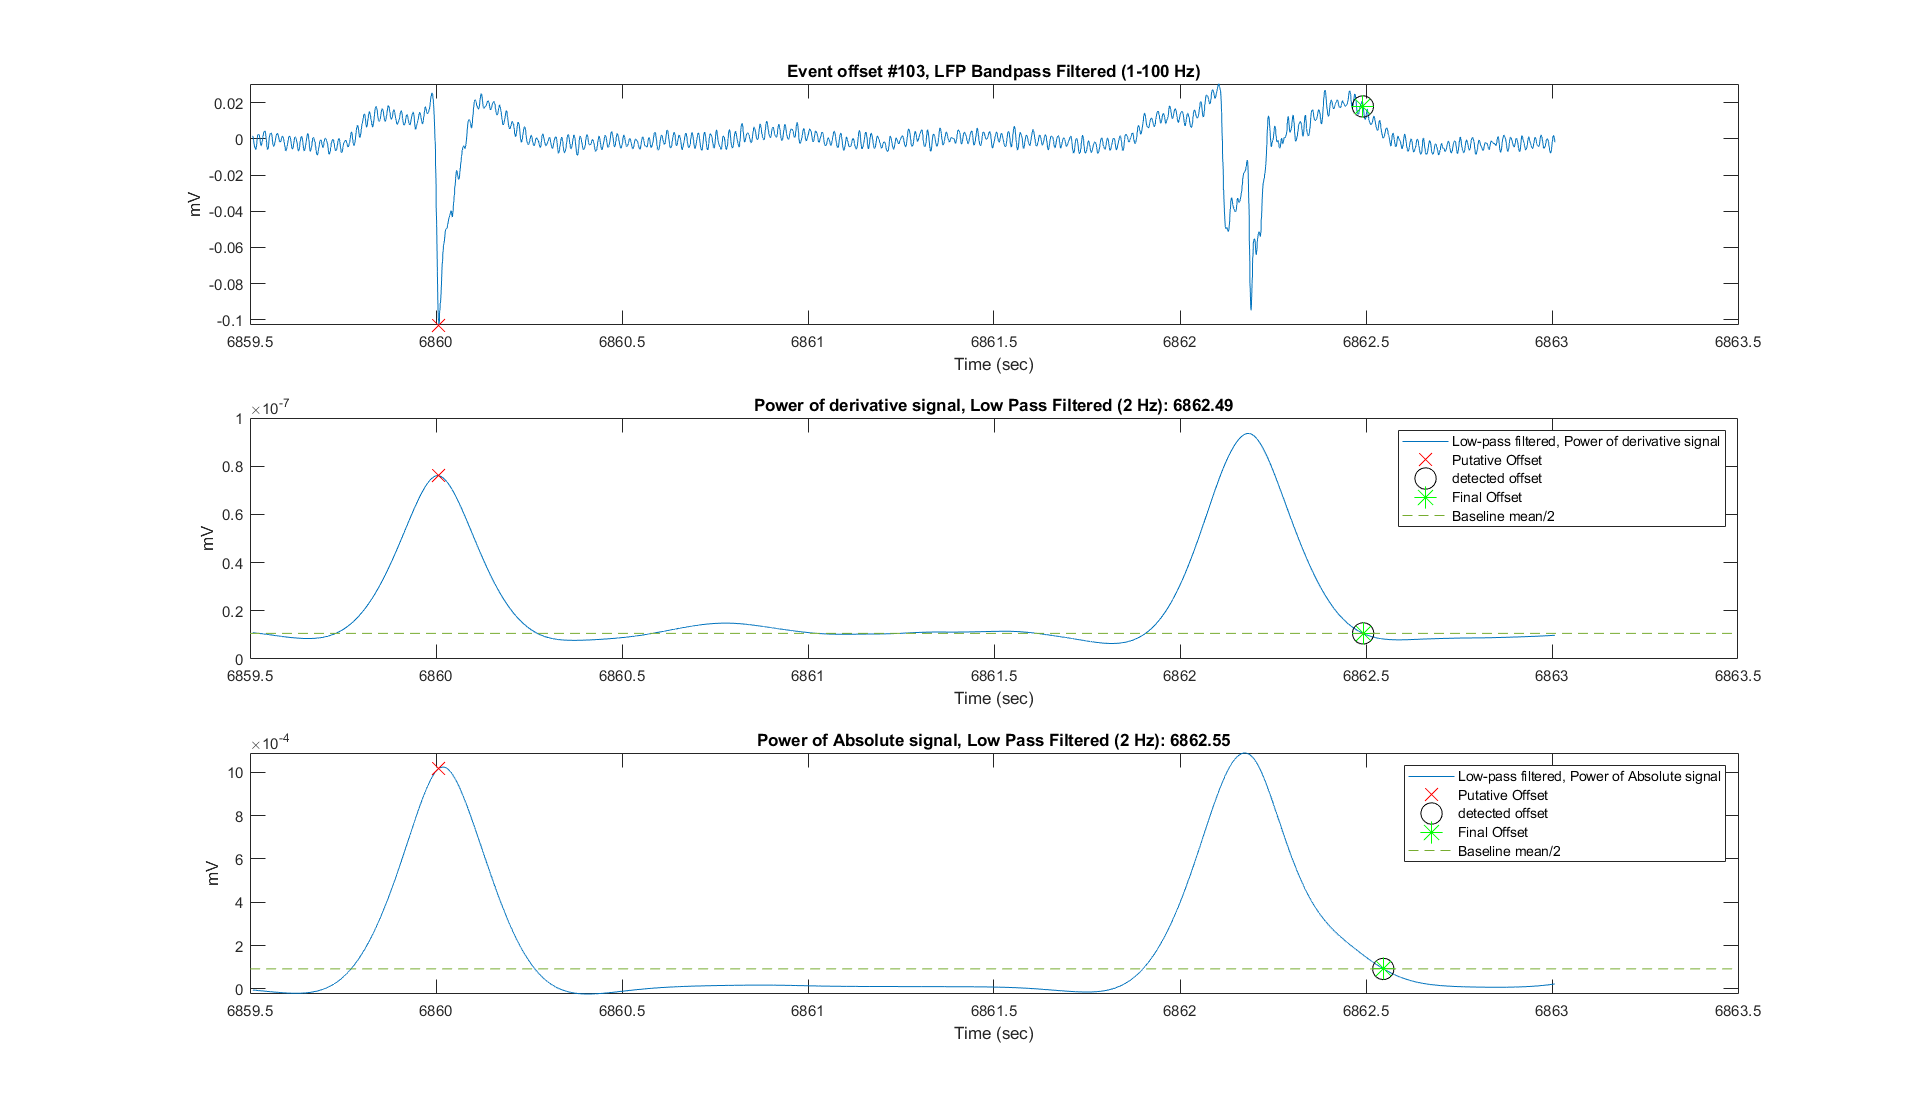 Event offset #103, LFP Bandpass Filtered (1-100 Hz)
0.02
0
-0.02
-0.04
-0.06
-0.08
-0.1
mV
6859.5 6860 6860.5 6861 6861.5 6862 6862.5 6863 6863.5
Time (sec)
Power of derivative signal, Low Pass Filtered (2 Hz): 6862.49
×10-7
1
0.8
0.6
0.4
0.2
0
mV
Low-pass filtered, Power of derivative signal
Putative Offset
detected offset
Final Offset
Baseline mean/2
6859.5 6860 6860.5 6861 6861.5 6862 6862.5 6863 6863.5
Time (sec)
Power of Absolute signal, Low Pass Filtered (2 Hz): 6862.55
×10-4
10
8
6
4
2
0
mV
Low-pass filtered, Power of Absolute signal
Putative Offset
detected offset
Final Offset
Baseline mean/2
6859.5 6860 6860.5 6861 6861.5 6862 6862.5 6863 6863.5
Time (sec)